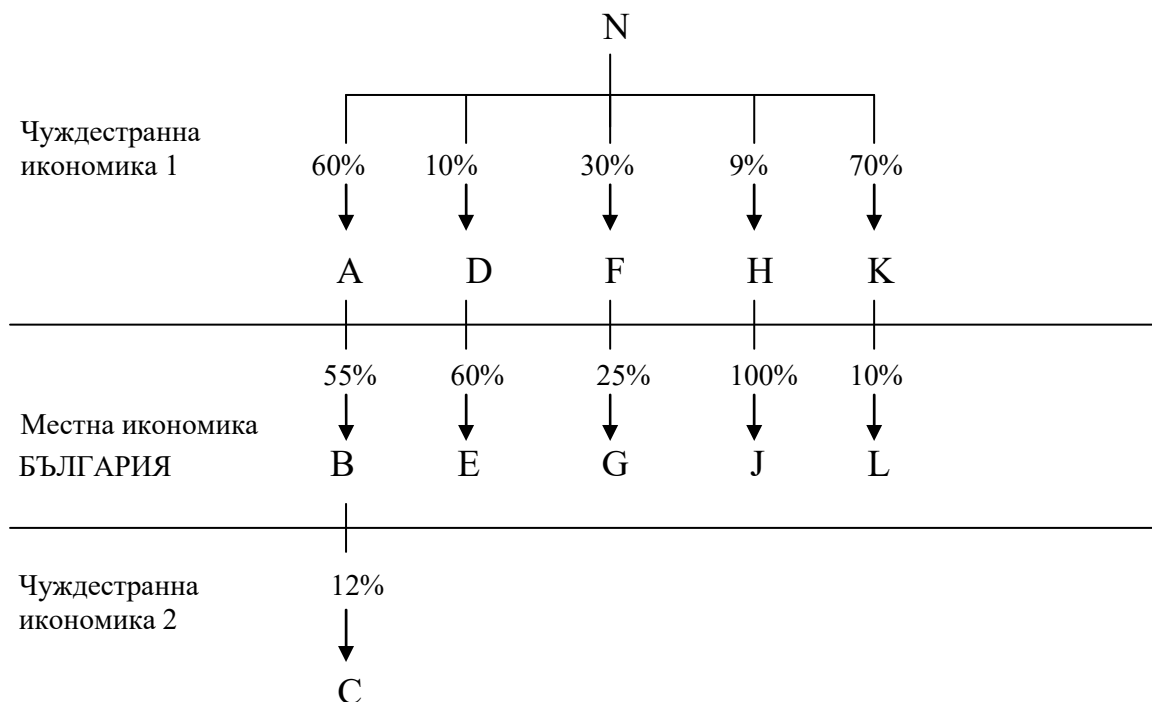 N
Чуждестранна
икономика 1
60% 10% 30% 9% 70%
A D F H K
55% 60% 25% 100% 10%
Местна икономика
БЪЛГАРИЯ
B E G J L
Чуждестранна
икономика 2
12%
C